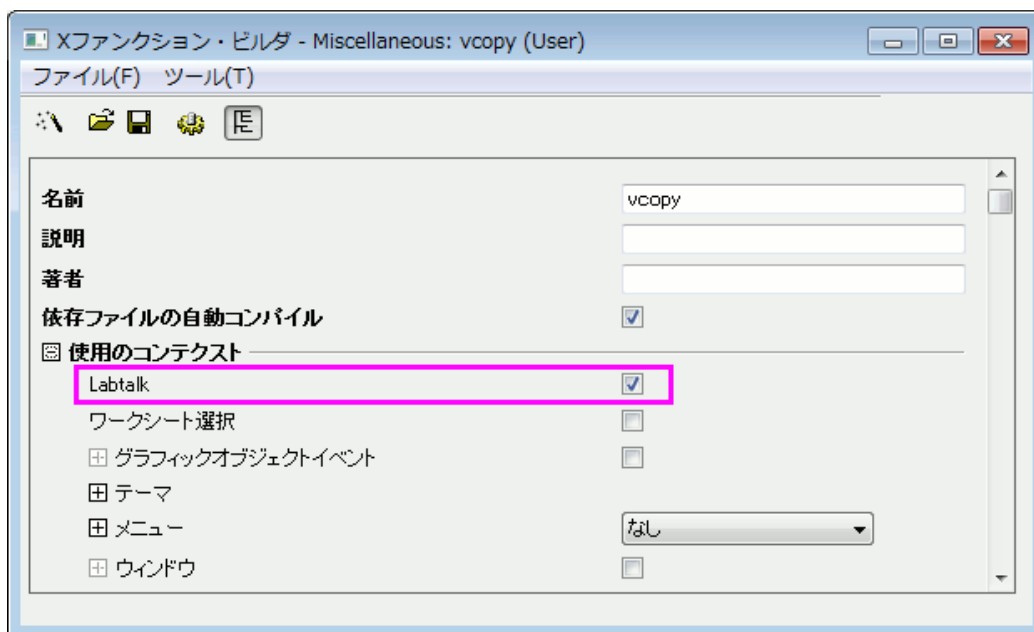 Xファンクション・ビルダ - Miscellaneous: vcopy (User)
ファイル(F) ツール(T)
名前 vcopy
説明
著者
依存ファイルの自動コンパイル
使用のコンテクスト
Labtalk
ワークシート選択
グラフィックオブジェクトイベント
テーマ
メニュー なし
ウィンドウ